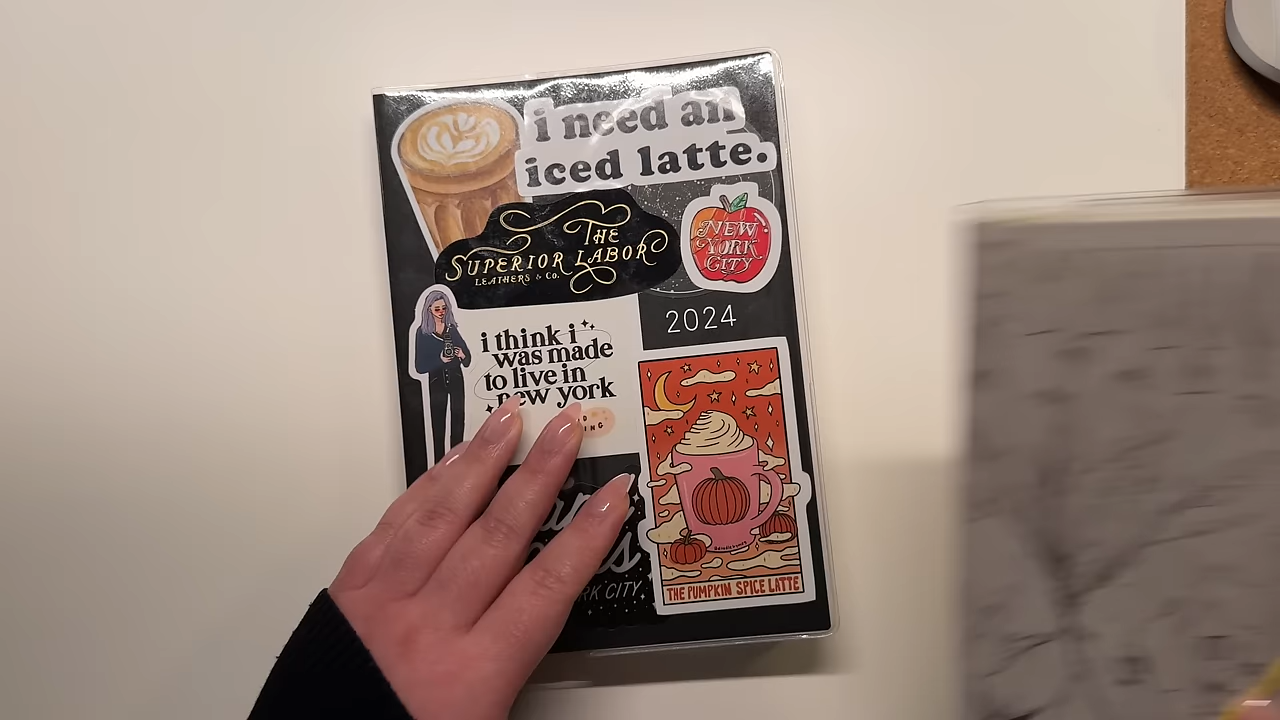 i need an
iced latte.
THE
SUPERIOR LABOR
LEATHERS & CO.
NEW
YORK
CITY
2024
i think i
was made
to live in
new york
CITY
THE PUMPKIN SPICE LATTE